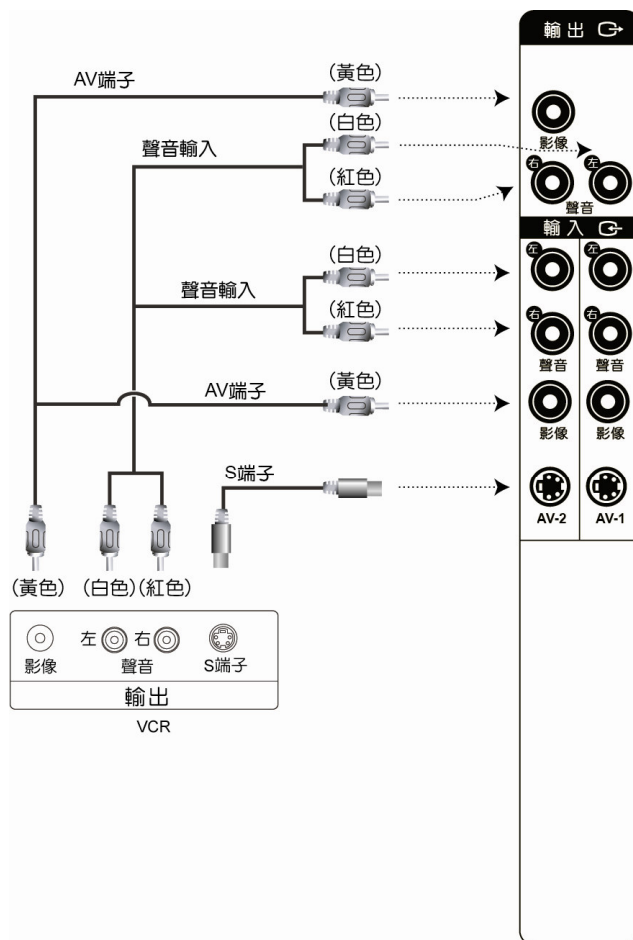 輸出
AV端子
(黃色)
影像
聲音輸入
(白色)
(紅色)
右
左
聲音
輸入
聲音輸入
(白色)
(紅色)
左
左
右
右
聲音
聲音
AV端子
(黃色)
影像
影像
S端子
AV-2
AV-1
(黃色)
(白色)
(紅色)
左
右
影像
聲音
S端子
輸出
VCR